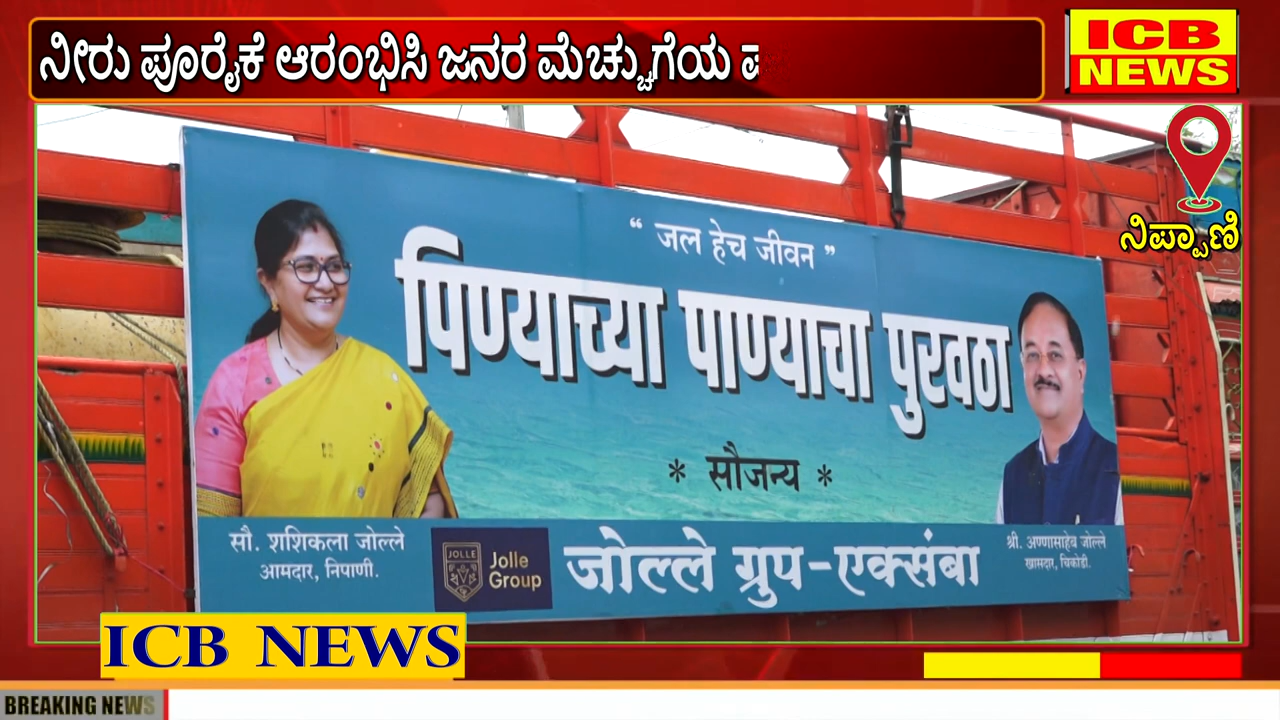 ನೀರು ಪೂರೈಕೆ ಆರಂಭಿಸಿ ಜನರ ಮೆಚ್ಚುಗೆಯ
ICB
NEWS
ನಿಪ್ಪಾಣಿ
“ जल हेच जीवन ”
पिण्याच्या पाण्याचा पुरवठा
* सौजन्य *
सौ. शशिकला जोल्ले
आमदार, निपाणी.
JOLLE
Jolle
Group
जोल्ले ग्रुप-एक्संबा
श्री. अण्णासाहेब जोल्ले
खासदार, चिकोडी.
ICB NEWS
BREAKING NEWS